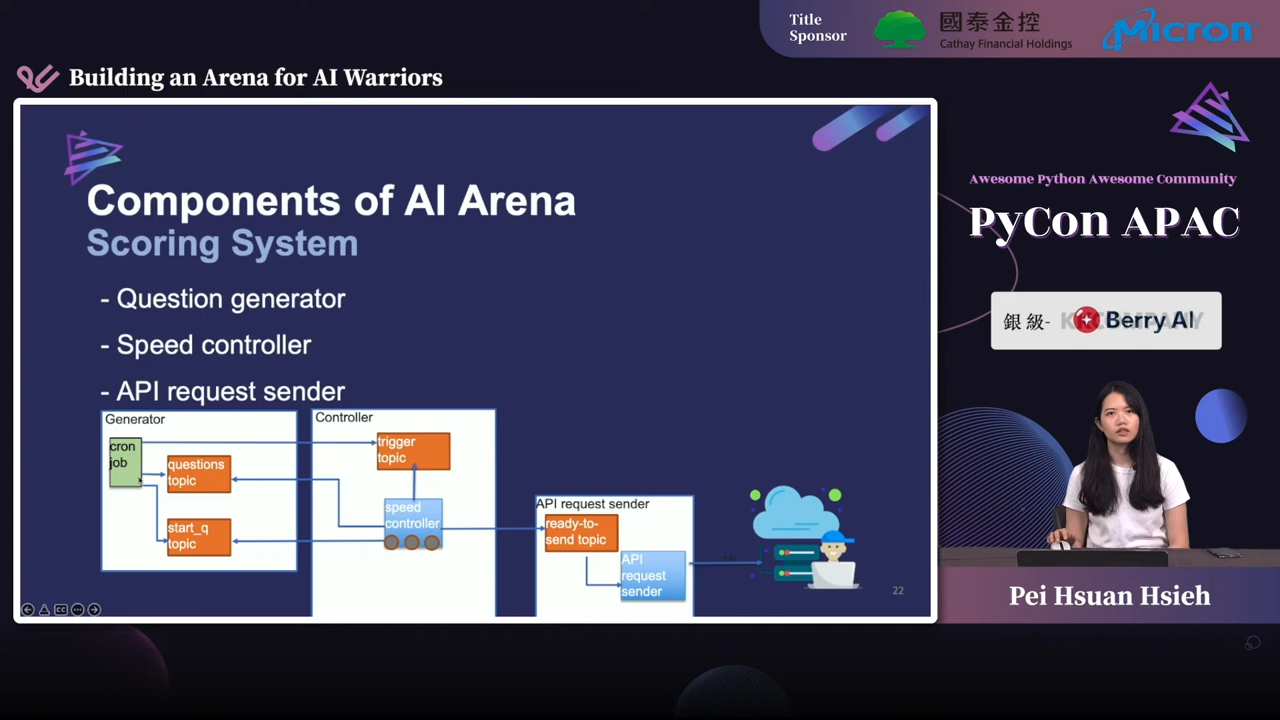 Title
Sponsor
國泰金控
Cathay Financial Holdings
Micron
Building an Arena for AI Warriors
Components of AI Arena
Scoring System
- Question generator
- Speed controller
- API request sender
Generator
cron
job
questions
topic
start_q
topic
Controller
trigger
topic
speed
controller
API request sender
ready-to-
send topic
API
request
sender
22
Awesome Python Awesome Community
PyCon APAC
銀級-
Berry AI
Pei Hsuan Hsieh